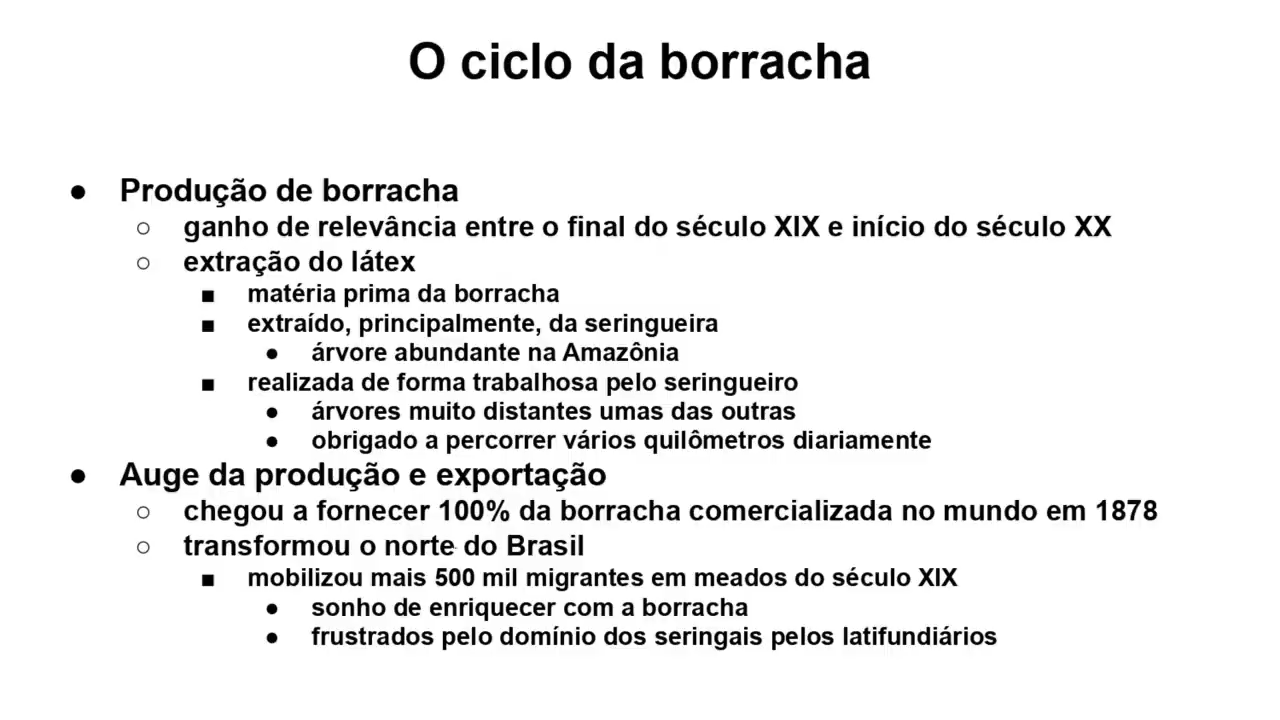 O ciclo da borracha
● Produção de borracha
○ ganho de relevância entre o final do século XIX e início do século XX
○ extração do látex
■ matéria prima da borracha
■ extraído, principalmente, da seringueira
● árvore abundante na Amazônia
■ realizada de forma trabalhosa pelo seringueiro
● árvores muito distantes umas das outras
● obrigado a percorrer vários quilômetros diariamente
● Auge da produção e exportação
○ chegou a fornecer 100% da borracha comercializada no mundo em 1878
○ transformou o norte do Brasil
■ mobilizou mais 500 mil migrantes em meados do século XIX
● sonho de enriquecer com a borracha
● frustrados pelo domínio dos seringais pelos latifundiários